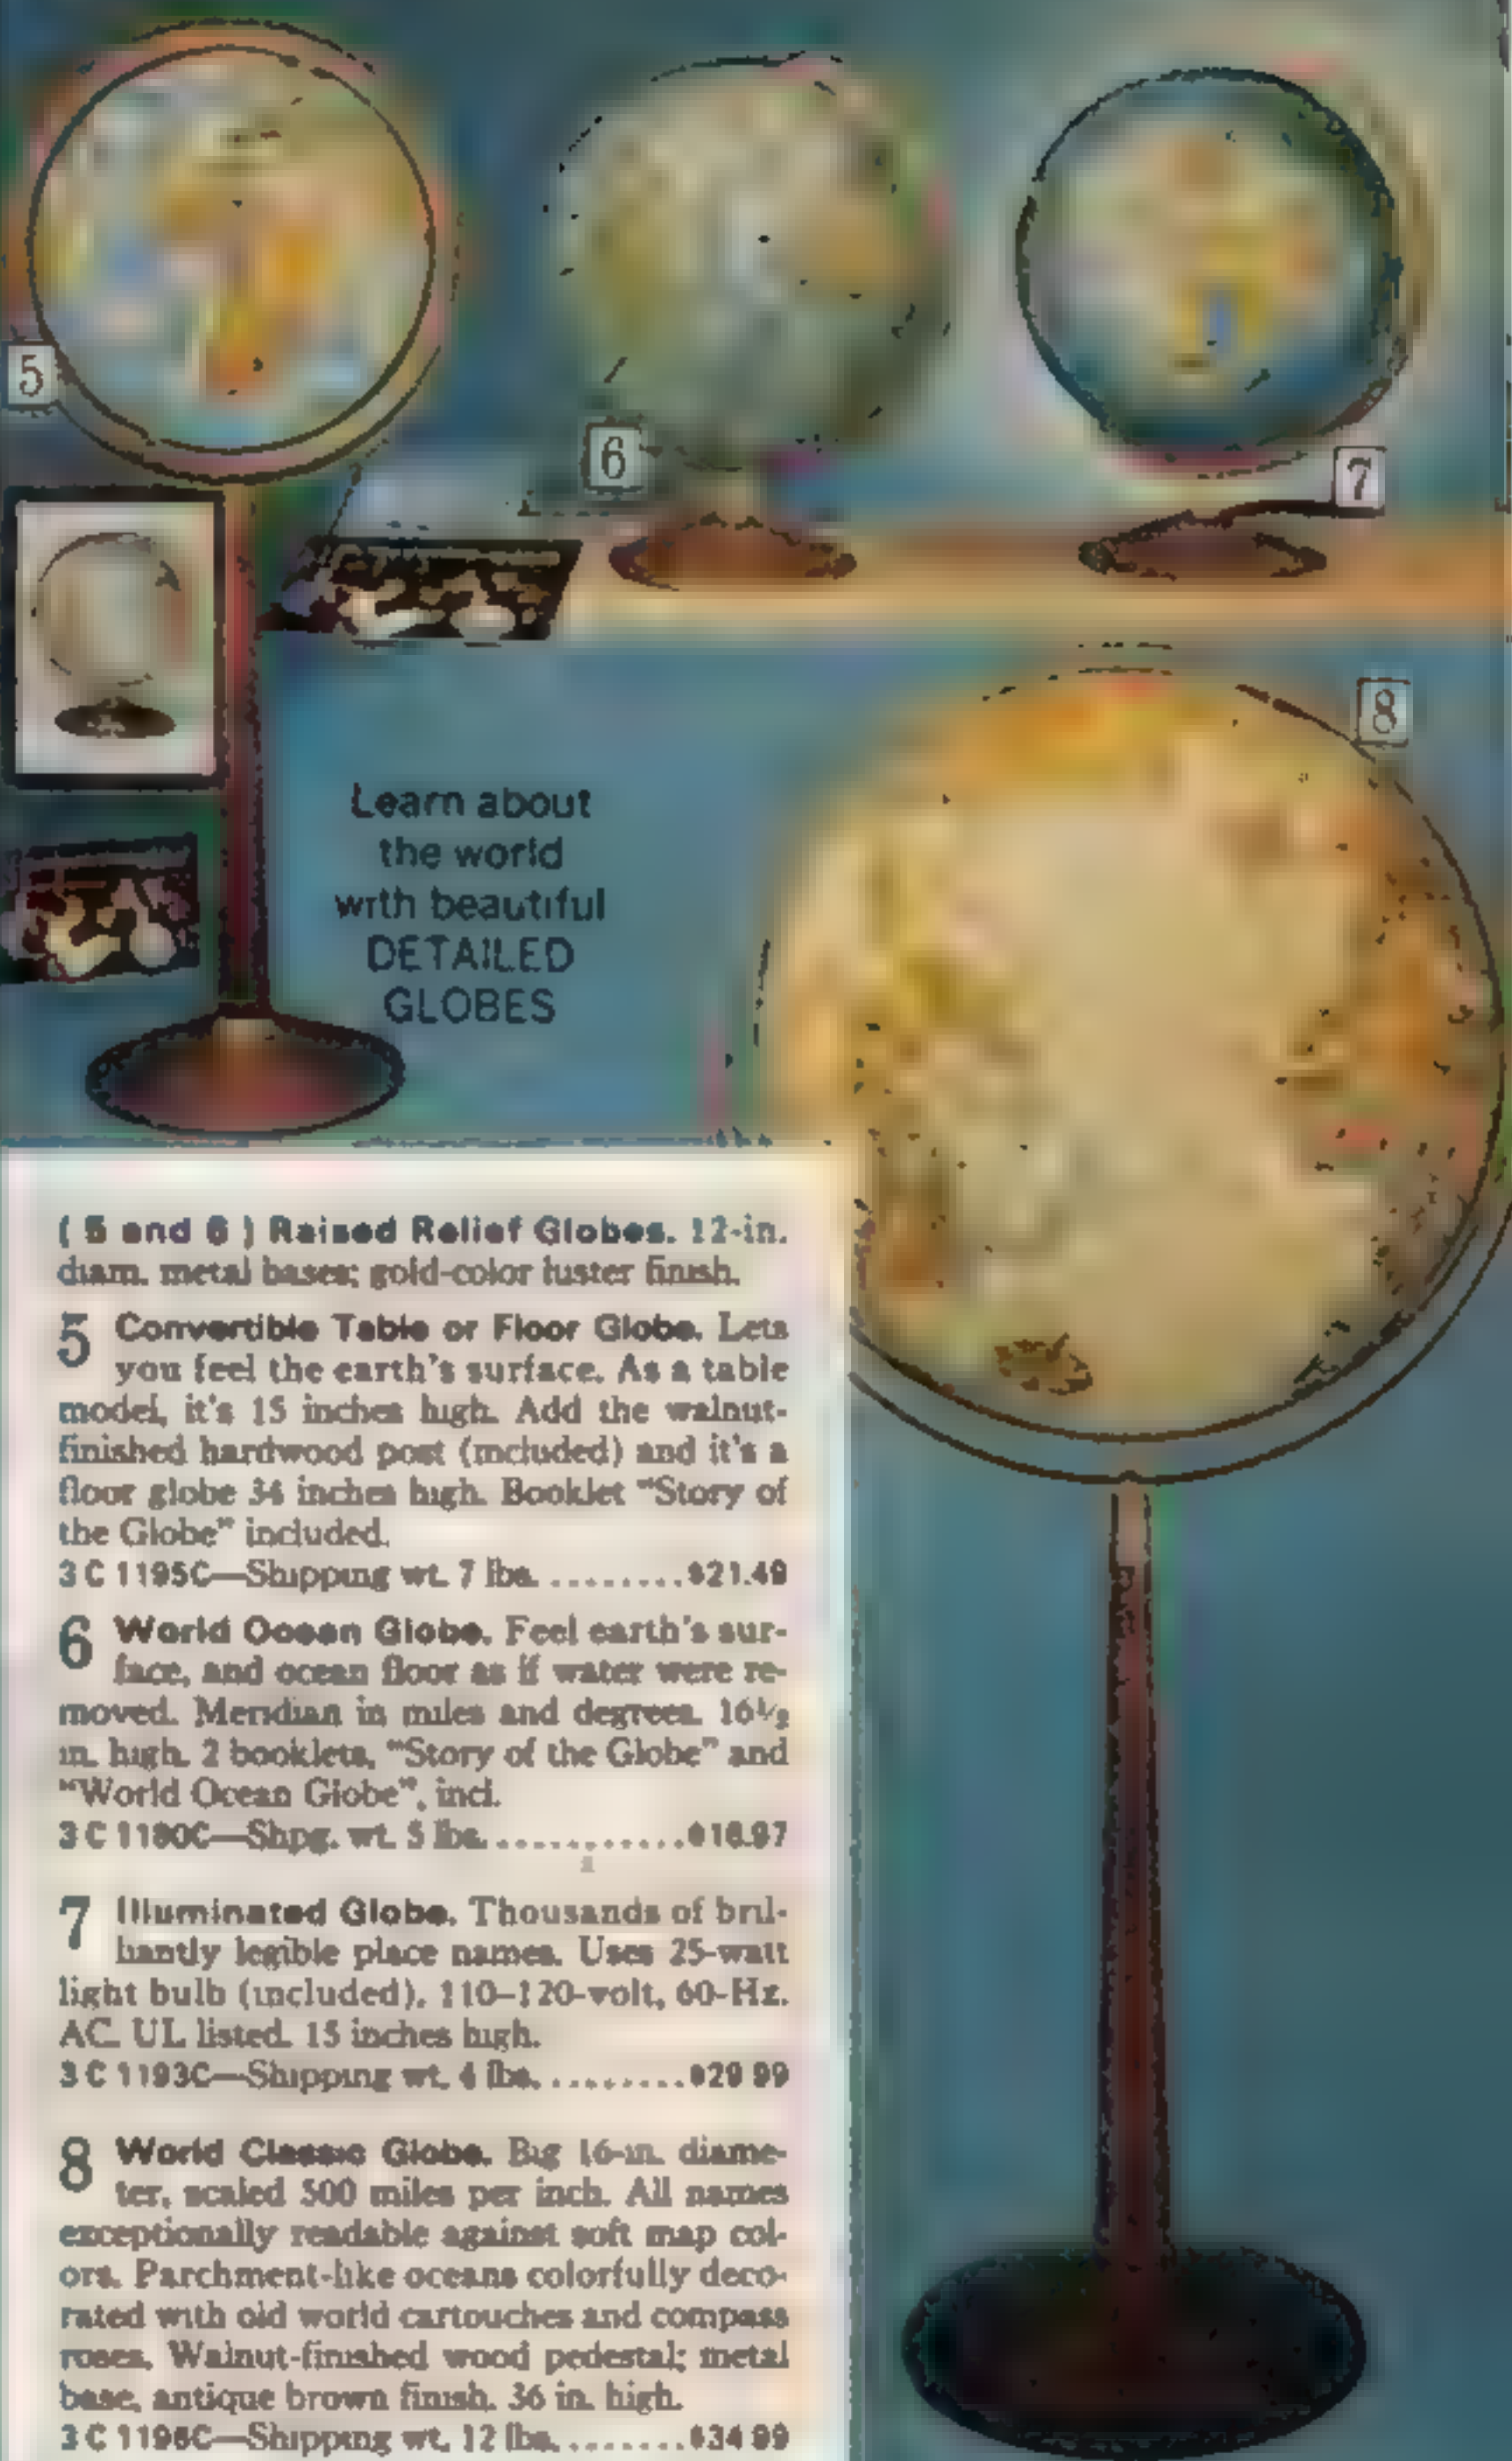 5
6
7
8
Learn about
the world
with beautiful
DETAILED
GLOBES
( 5 and 6 ) Raised Relief Globes. 12-in.
diam. metal bases; gold-color luster finish.
5 Convertible Table or Floor Globe. Lets
you feel the earth's surface. As a table
model, it's 15 inches high. Add the walnut-
finished hardwood post (included) and it's a
floor globe 34 inches high. Booklet "Story of
the Globe" included.
3 C 1195C—Shipping wt. 7 lbs. .........$21.49
6 World Ocean Globe. Feel earth's sur-
face, and ocean floor as if water were re-
moved. Meridian in miles and degrees. 16½
in. high. 2 booklets, "Story of the Globe" and
"World Ocean Globe", incl.
3 C Shpg. wt. 5 lbs. ............
7 Illuminated Globe. Thousands of bril-
liantly legible place names. Uses 25-watt
light bulb (included). 110–120-volt, 60-Hz.
AC. UL listed. 15 inches high.
3 C 1193C—Shipping wt. 4 lbs. .........$29.99
8 World Classic Globe. Big 16-in. diame-
ter, scaled 500 miles per inch. All names
exceptionally readable against soft map col-
ors. Parchment-like oceans colorfully deco-
rated with old world cartouches and compass
roses. Walnut-finished wood pedestal; metal
base, antique brown finish. 36 in. high.
3 C Shipping wt. 12 lbs. ........$34.99